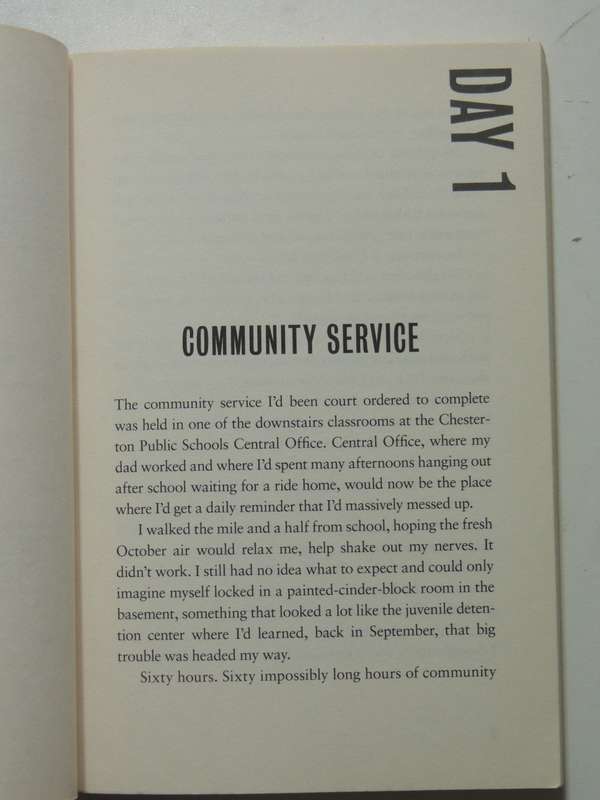 DAY 1
COMMUNITY SERVICE
The community service I'd been court ordered to complete
was held in one of the downstairs classrooms at the Chester-
ton Public Schools Central Office. Central Office, where my
dad worked and where I'd spent many afternoons hanging out
after school waiting for a ride home, would now be the place
where I'd get a daily reminder that I'd massively messed up.
I walked the mile and a half from school, hoping the fresh
October air would relax me, help shake out my nerves. It
didn't work. I still had no idea what to expect and could only
imagine myself locked in a painted-cinder-block room in the
basement, something that looked a lot like the juvenile deten-
tion center where I'd learned, back in September, that big
trouble was headed my way.
Sixty hours. Sixty impossibly long hours of community